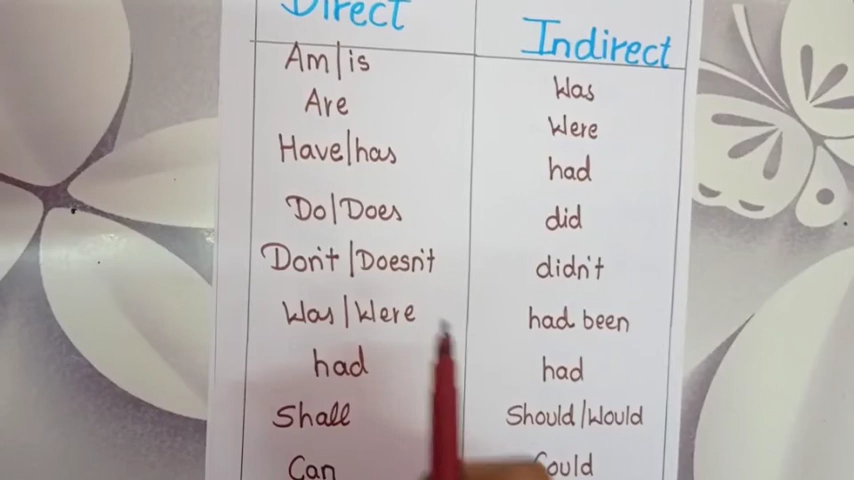 Direct Indirect
Am/is Was
Are Were
Have/has had
Do/Does did
Don't/Doesn't didn't
Was/Were had been
had had
Shall Should/Would
Can Could